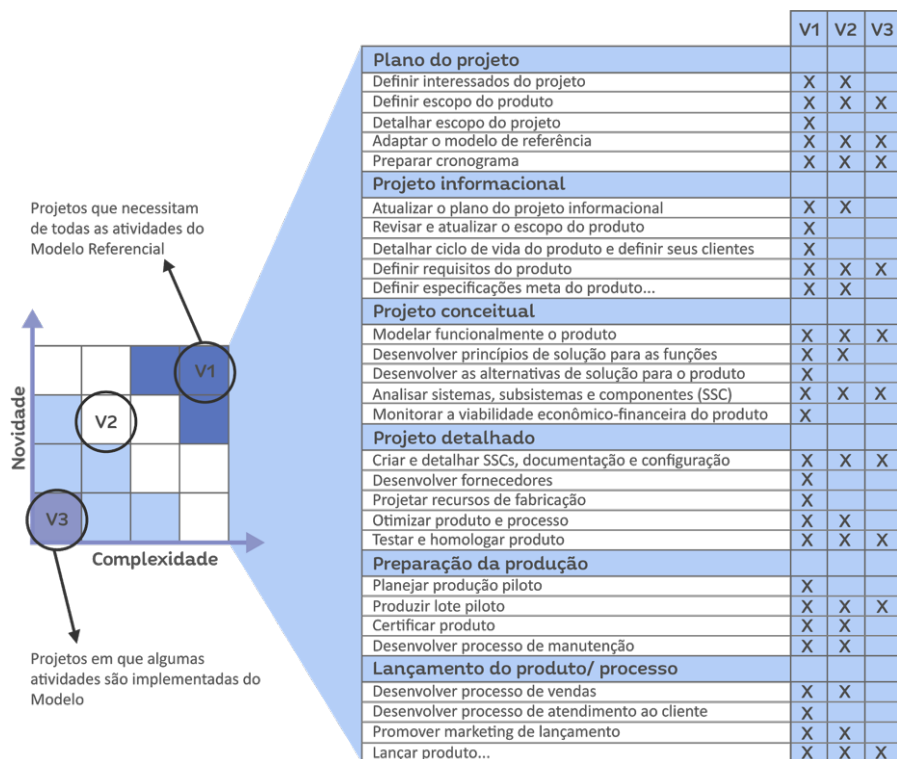 V1 V2 V3
Plano do projeto
Definir interessados do projeto X X
Definir escopo do produto X X X
Detalhar escopo do projeto X
Adaptar o modelo de referência X X X
Preparar cronograma X X X
Projeto informacional
Atualizar o plano do projeto informacional X X
Revisar e atualizar o escopo do produto X
Detalhar ciclo de vida do produto e definir seus clientes X
Definir requisitos do produto X X X
Definir especificações meta do produto... X X
Projeto conceitual
Modelar funcionalmente o produto X X X
Desenvolver princípios de solução para as funções X X
Desenvolver as alternativas de solução para o produto X
Analisar sistemas, subsistemas e componentes (SSC) X X X
Monitorar a viabilidade econômico-financeira do produto X
Projeto detalhado
Criar e detalhar SSCs, documentação e configuração X X X
Desenvolver fornecedores X
Projetar recursos de fabricação X
Otimizar produto e processo X X
Testar e homologar produto X X X
Preparação da produção
Planejar produção piloto X
Produzir lote piloto X X X
Certificar produto X X
Desenvolver processo de manutenção X X
Lançamento do produto/ processo
Desenvolver processo de vendas X X
Desenvolver processo de atendimento ao cliente X
Promover marketing de lançamento X X
Lançar produto... X X X
Projetos que necessitam
de todas as atividades do
Modelo Referencial
Novidade
V1
V2
V3
Complexidade
Projetos em que algumas
atividades são implementadas do
Modelo